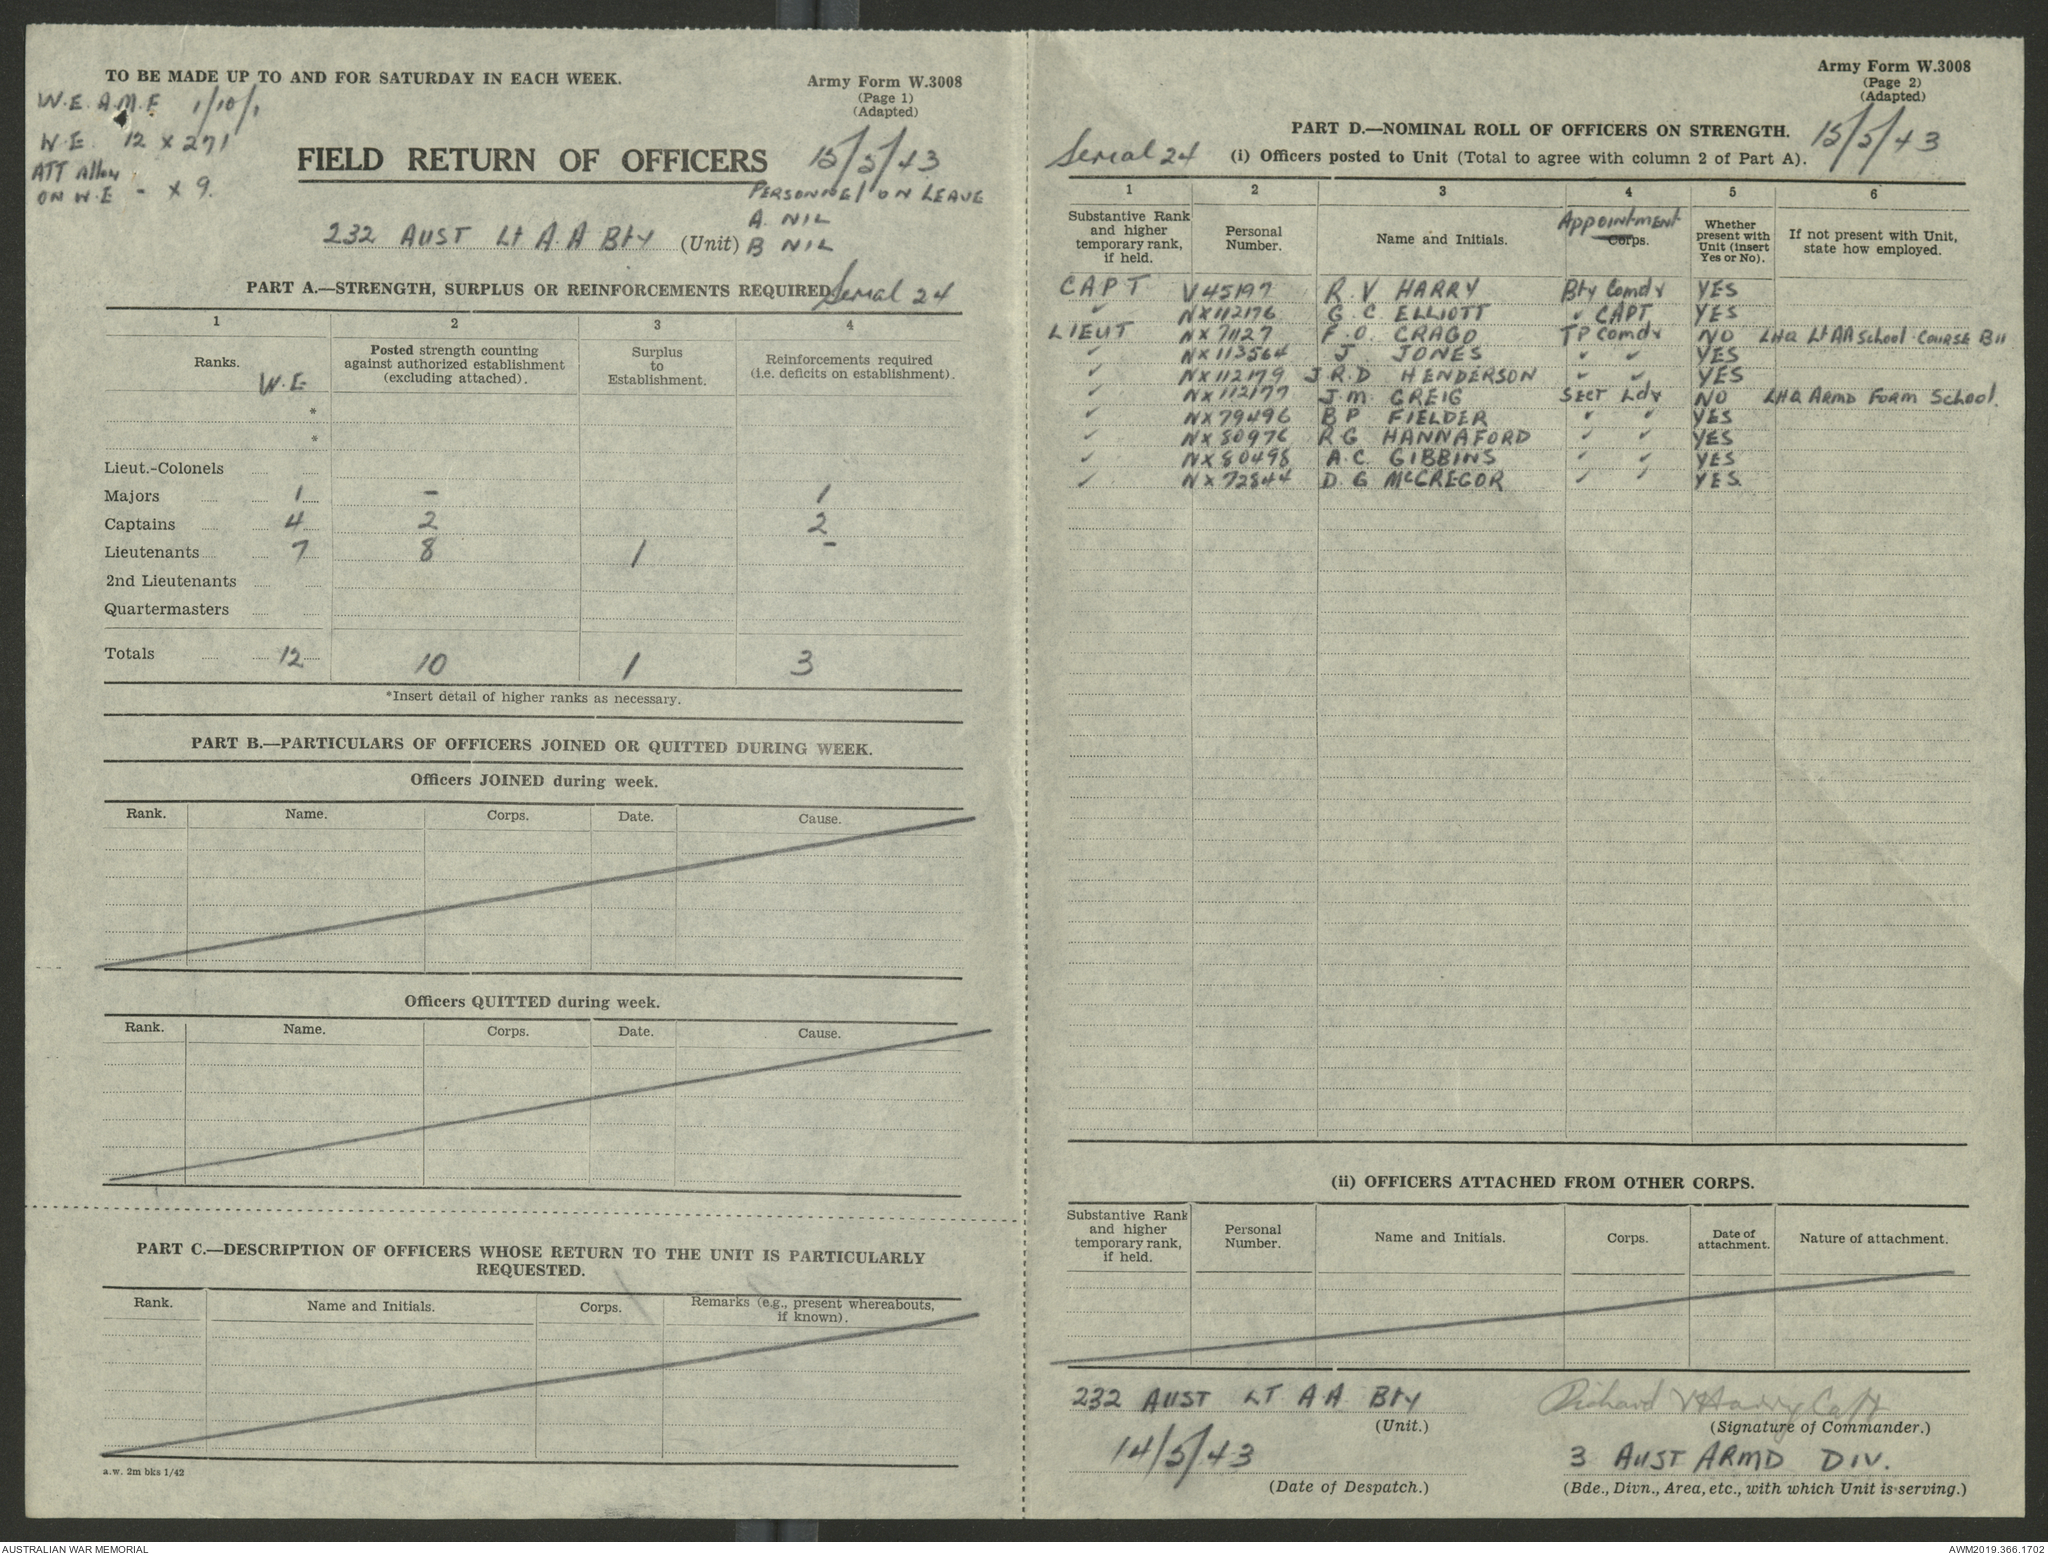 TO BE MADE UP TO AND FOR SATURDAY IN EACH WEEK.
Army Form W.3008
(Page 1)
(Adapted)
W.E. A.M.F 1/10/1
W.E. 12 x 271
ATT Allow
ON W.E - x 9.
FIELD RETURN OF OFFICERS 15/5/43
PERSONNEL ON LEAVE
A. NIL
B NIL
232 AUST Lt A.A Bty (Unit)
PART A.—STRENGTH, SURPLUS OR REINFORCEMENTS REQUIRED
Serial 24
1 2 3 4
Ranks. W.E
Posted strength counting against authorized establishment (excluding attached).
Surplus to Establishment.
Reinforcements required (i.e. deficits on establishment).
*
*
Lieut.-Colonels
Majors 1 - 1
Captains 4 2 2
Lieutenants 7 8 1 -
2nd Lieutenants
Quartermasters
Totals 12 10 1 3
*Insert detail of higher ranks as necessary.
PART B.—PARTICULARS OF OFFICERS JOINED OR QUITTED DURING WEEK.
Officers JOINED during week.
Rank. Name. Corps. Date. Cause.
Officers QUITTED during week.
Rank. Name. Corps. Date. Cause.
PART C.—DESCRIPTION OF OFFICERS WHOSE RETURN TO THE UNIT IS PARTICULARLY
REQUESTED.
Rank. Name and Initials. Corps. Remarks (e.g., present whereabouts, if known).
a.w. 2m bks 1/42
Army Form W.3008
(Page 2)
(Adapted)
PART D.—NOMINAL ROLL OF OFFICERS ON STRENGTH. 15/5/43
Serial 24 (i) Officers posted to Unit (Total to agree with column 2 of Part A).
1 2 3 4 5 6
Substantive Rank and higher temporary rank, if held.
Personal Number.
Name and Initials.
Appointment
Corps.
Whether present with Unit (insert Yes or No).
If not present with Unit, state how employed.
CAPT V45197 R.V HARRY Bty Comdr YES
✓ NX112176 G.C ELLIOTT ✓ CAPT YES
LIEUT NX71127 F.O. CRAGO TP Comdr NO LHQ Lt AA School Course B11
✓ NX113564 J. JONES ✓ ✓ YES
✓ NX112179 J.R.D HENDERSON ✓ ✓ YES
✓ NX112177 J.M. GREIG SECT Ldr NO LHQ ARMD FORM School.
✓ NX79496 B P FIELDER ✓ ✓ YES
✓ NX80976 R G HANNAFORD ✓ ✓ YES
✓ NX80498 A.C. GIBBINS ✓ ✓ YES
✓ NX72844 D. G McGREGOR ✓ ✓ YES.
(ii) OFFICERS ATTACHED FROM OTHER CORPS.
Substantive Rank and higher temporary rank, if held.
Personal Number.
Name and Initials.
Corps.
Date of attachment.
Nature of attachment.
232 AUST LT AA Bty
(Unit.)
Richard V Harry Capt
(Signature of Commander.)
14/5/43
(Date of Despatch.)
3 AUST ARMD DIV.
(Bde., Divn., Area, etc., with which Unit is serving.)
AUSTRALIAN WAR MEMORIAL
AWM2019.366.1702